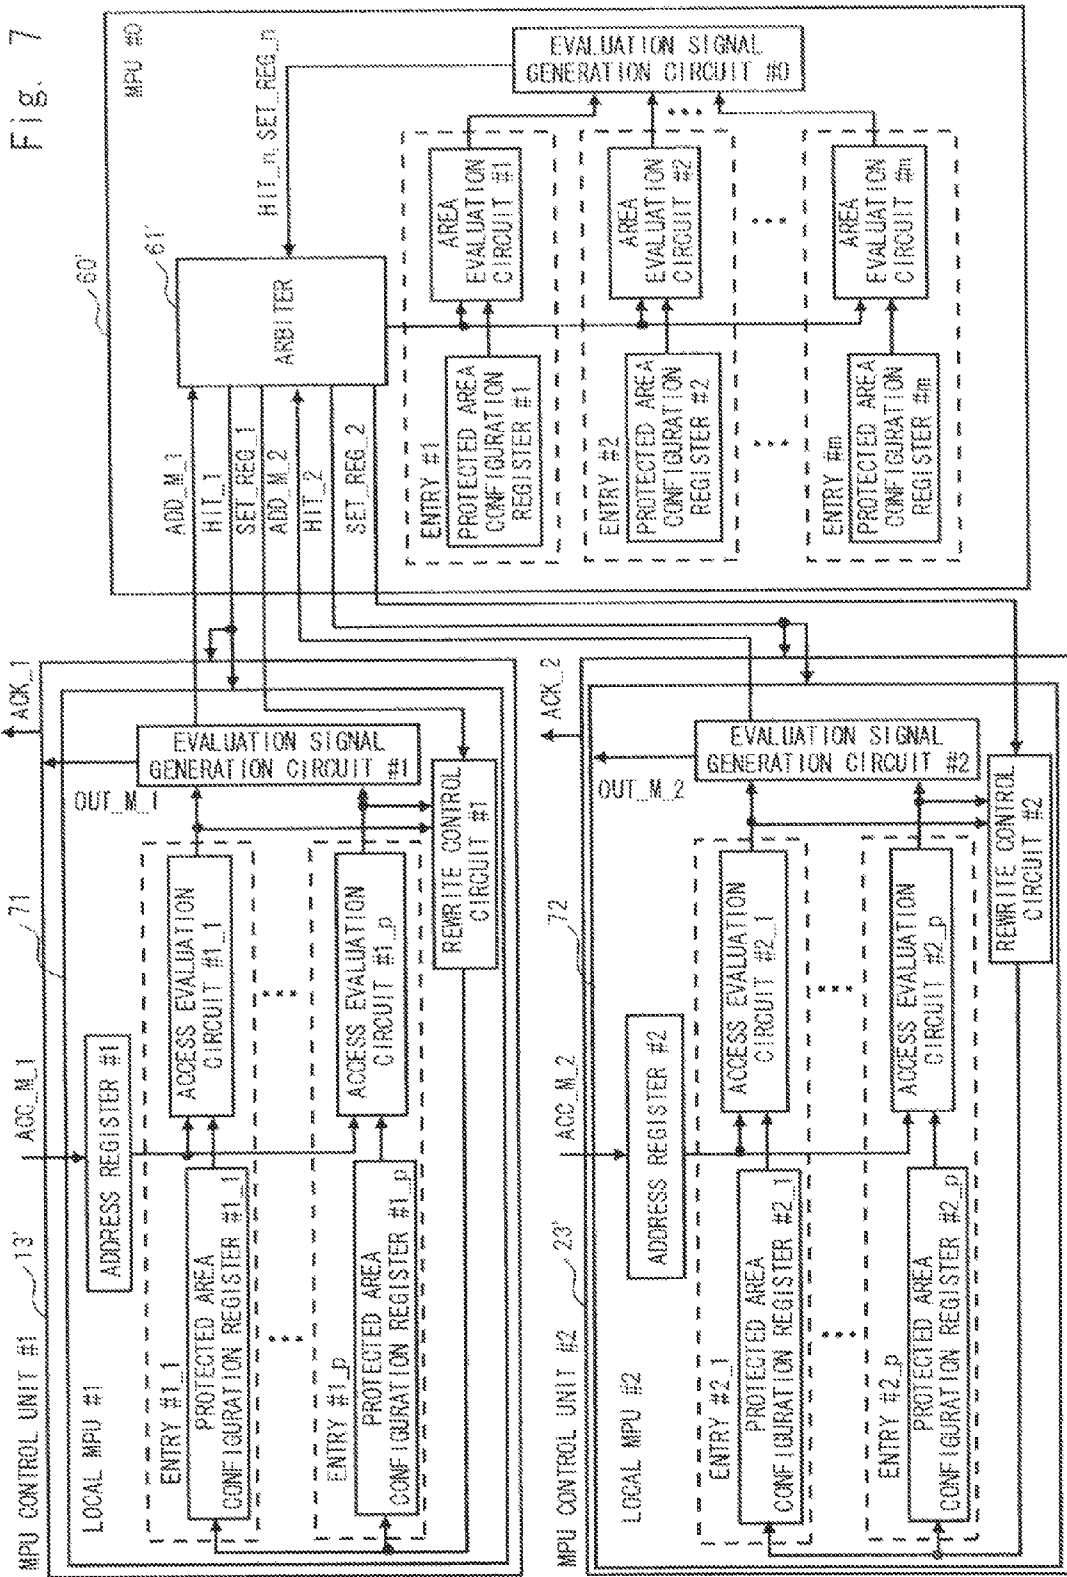 Fig. 7
MPU CONTROL UNIT #1
13'
ACC_M_1
71
ACK_1
LOCAL MPU #1
ADDRESS REGISTER #1
OUT_M_1
ENTRY #1_1
PROTECTED AREA
CONFIGURATION REGISTER #1_1
ACCESS EVALUATION
CIRCUIT #1_1
EVALUATION SIGNAL
GENERATION CIRCUIT #1
ENTRY #1_p
PROTECTED AREA
CONFIGURATION REGISTER #1_p
ACCESS EVALUATION
CIRCUIT #1_p
REWRITE CONTROL
CIRCUIT #1
MPU CONTROL UNIT #2
23'
ACC_M_2
72
ACK_2
LOCAL MPU #2
ADDRESS REGISTER #2
OUT_M_2
ENTRY #2_1
PROTECTED AREA
CONFIGURATION REGISTER #2_1
ACCESS EVALUATION
CIRCUIT #2_1
EVALUATION SIGNAL
GENERATION CIRCUIT #2
ENTRY #2_p
PROTECTED AREA
CONFIGURATION REGISTER #2_p
ACCESS EVALUATION
CIRCUIT #2_p
REWRITE CONTROL
CIRCUIT #2
60'
MPU #0
61'
ADD_M_1
HIT_1
SET_REG_1
ADD_M_2
HIT_2
SET_REG_2
ARBITER
HIT_n, SET_REG_n
ENTRY #1
PROTECTED AREA
CONFIGURATION
REGISTER #1
AREA
EVALUATION
CIRCUIT #1
EVALUATION SIGNAL
GENERATION CIRCUIT #0
ENTRY #2
PROTECTED AREA
CONFIGURATION
REGISTER #2
AREA
EVALUATION
CIRCUIT #2
ENTRY #m
PROTECTED AREA
CONFIGURATION
REGISTER #m
AREA
EVALUATION
CIRCUIT #m